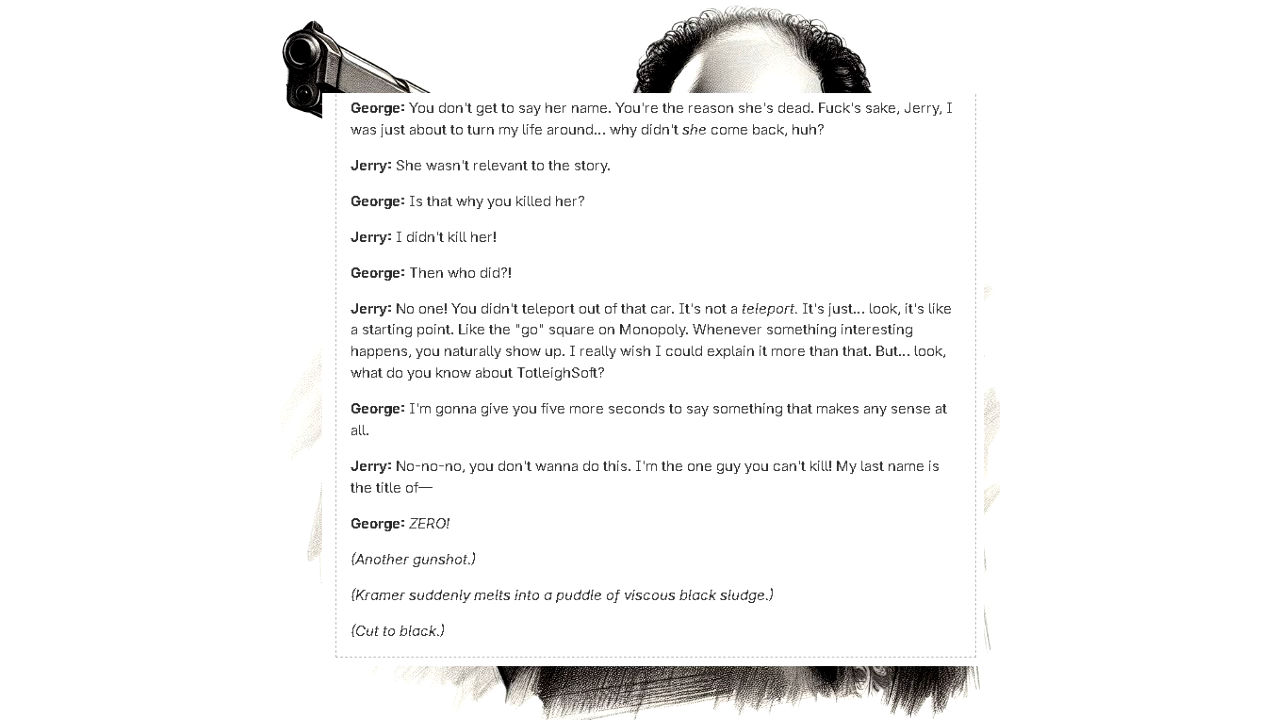 George: You don't get to say her name. You're the reason she's dead. Fuck's sake, Jerry, I
was just about to turn my life around... why didn't she come back, huh?
Jerry: She wasn't relevant to the story.
George: Is that why you killed her?
Jerry: I didn't kill her!
George: Then who did?!
Jerry: No one! You didn't teleport out of that car. It's not a teleport. It's just... look, it's like
a starting point. Like the "go" square on Monopoly. Whenever something interesting
happens, you naturally show up. I really wish I could explain it more than that. But... look,
what do you know about TotleighSoft?
George: I'm gonna give you five more seconds to say something that makes any sense at
all.
Jerry: No-no-no, you don't wanna do this. I'm the one guy you can't kill! My last name is
the title of—
George: ZERO!
(Another gunshot.)
(Kramer suddenly melts into a puddle of viscous black sludge.)
(Cut to black.)